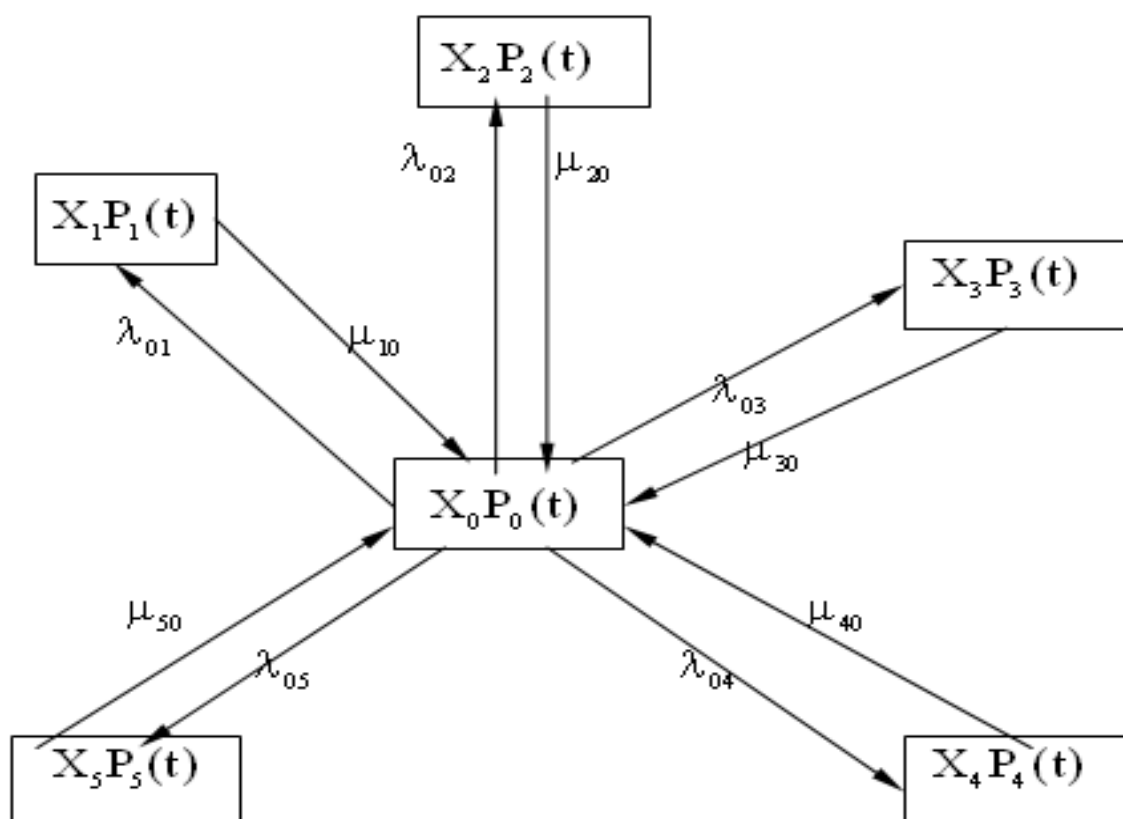 X₂P₂(t)
λ₀₂
μ₂₀
X₁P₁(t)
X₃P₃(t)
λ₀₁
μ₁₀
λ₀₃
μ₃₀
X₀P₀(t)
μ₅₀
μ₄₀
λ₀₅
λ₀₄
X₅P₅(t)
X₄P₄(t)